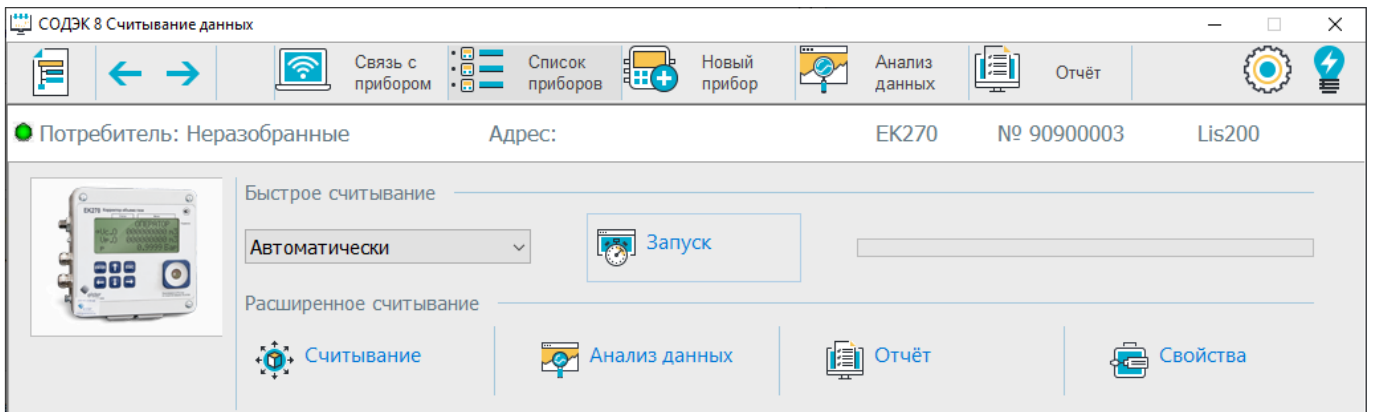 СОДЭК 8 Считывание данных
Связь с прибором
Список приборов
Новый прибор
Анализ данных
Отчёт
Потребитель: Неразобранные Адрес: EK270 № 90900003 Lis200
Быстрое считывание
Автоматически
Запуск
Расширенное считывание
Считывание
Анализ данных
Отчёт
Свойства